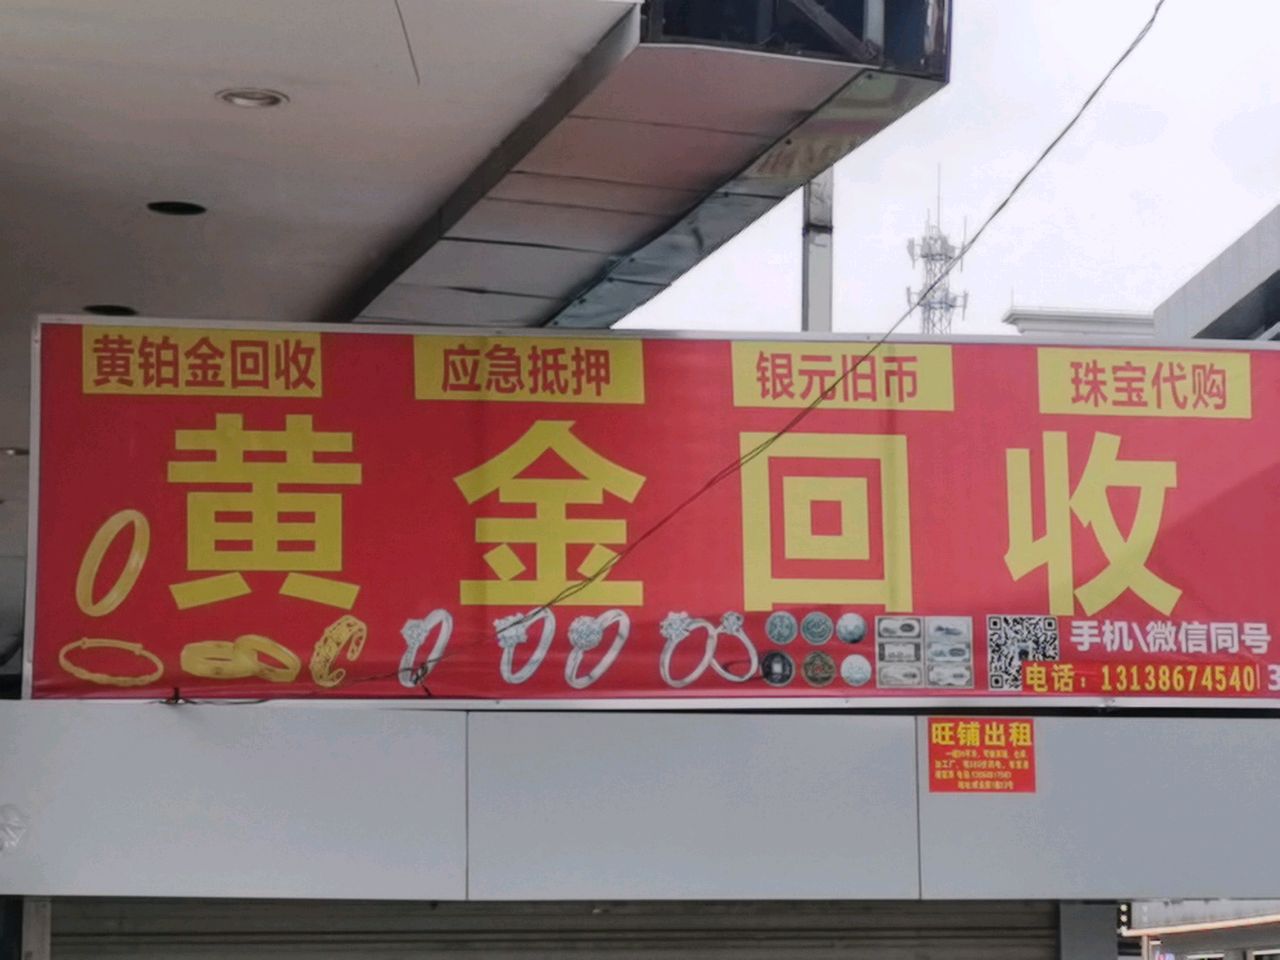 黄铂金回收 应急抵押 银元旧币 珠宝代购
黄金回收
手机\微信同号
电话：13138674540
旺铺出租